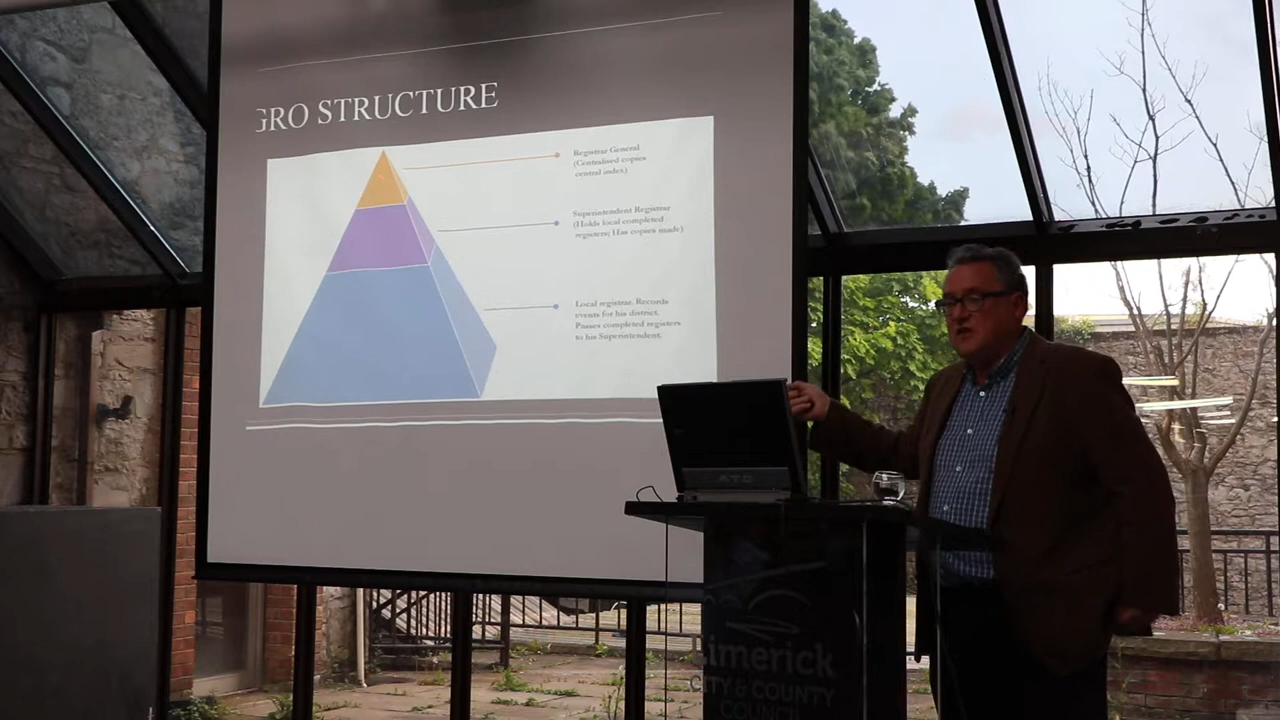 GRO STRUCTURE
Registrar General
(Centralised copies
central index)
Superintendent Registrar
(Holds local completed
registers; Has copies made)
Local registrar. Records
events for his district.
Passes completed registers
to his Superintendent.
Limerick
CITY & COUNTY
COUNCIL